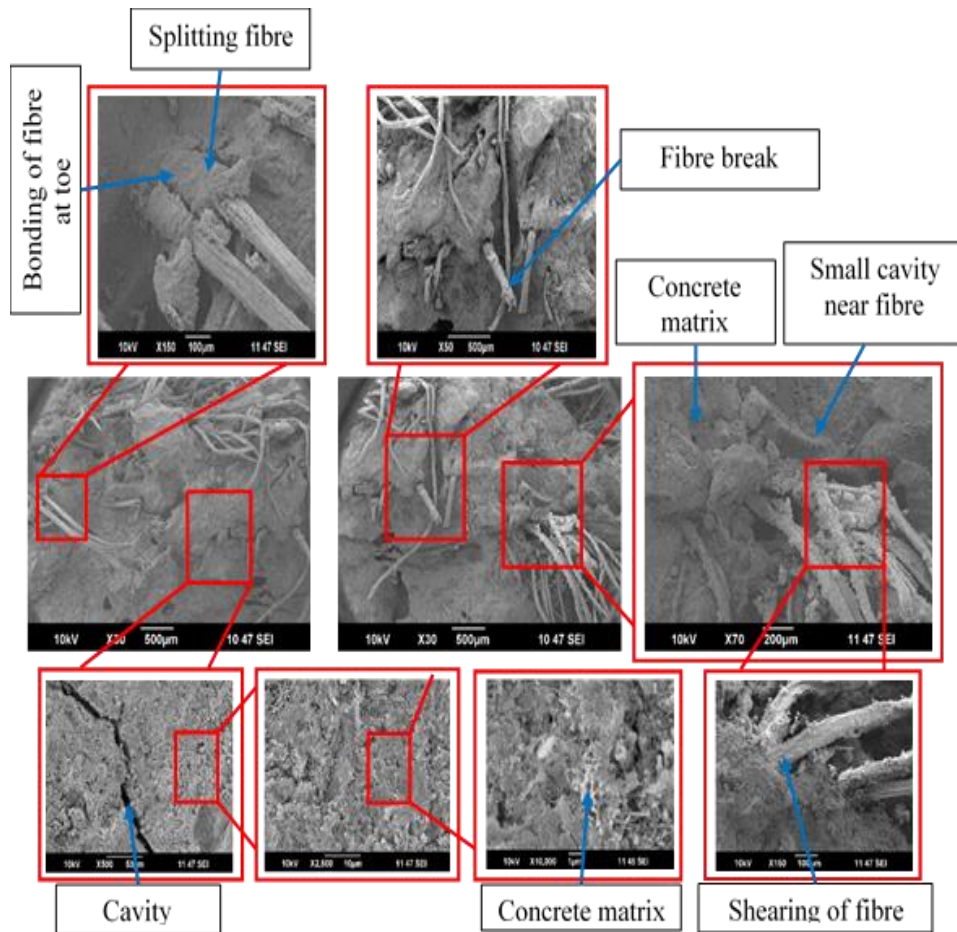 Splitting fibre
Bonding of fibre
at toe
Fibre break
Concrete
matrix
Small cavity
near fibre
10kV X150 100µm 11 47 SEI
10kV X50 500µm 10 47 SEI
10kV X30 500µm 10 47 SEI
10kV X30 500µm 10 47 SEI
10kV X70 200µm 11 47 SEI
10kV X500 50µm 11 47 SEI
10kV X2,500 10µm 11 47 SEI
10kV X10,000 1µm 11 46 SEI
10kV X150 100µm 11 47 SEI
Cavity
Concrete matrix
Shearing of fibre